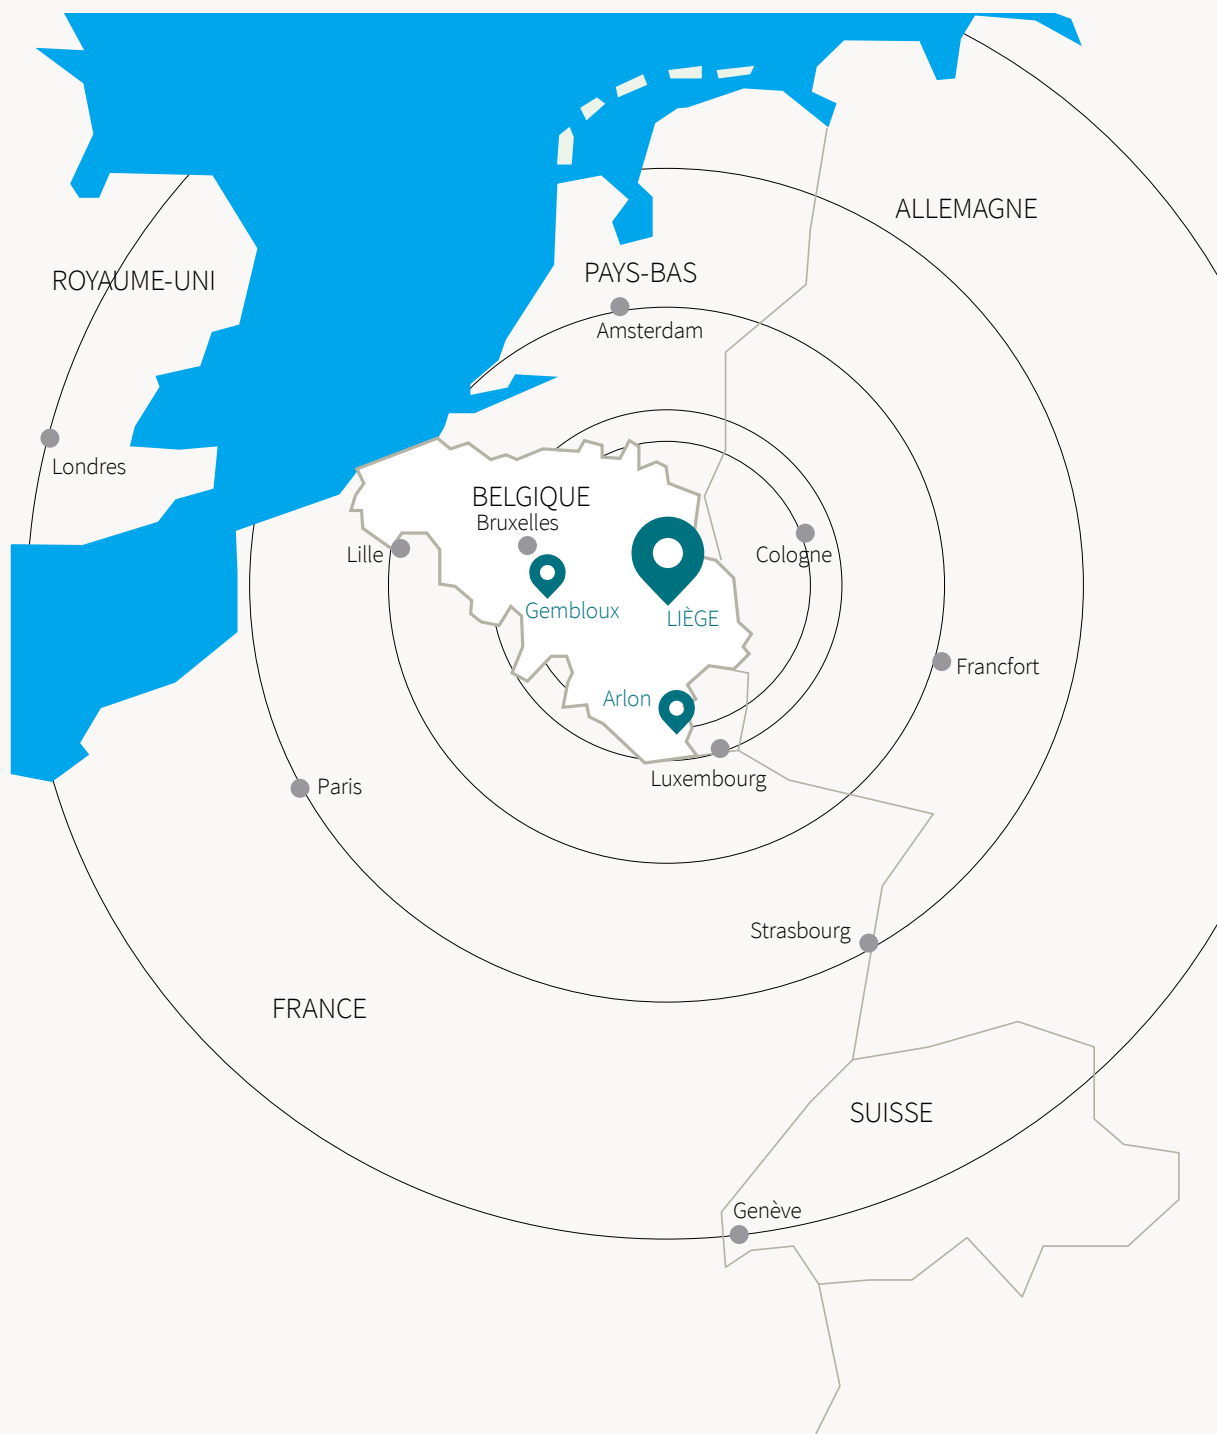 ALLEMAGNE
ROYAUME-UNI
PAYS-BAS
Amsterdam
Londres
BELGIQUE
Bruxelles
Lille
Cologne
Gembloux
LIÈGE
Francfort
Arlon
Luxembourg
Paris
Strasbourg
FRANCE
SUISSE
Genève